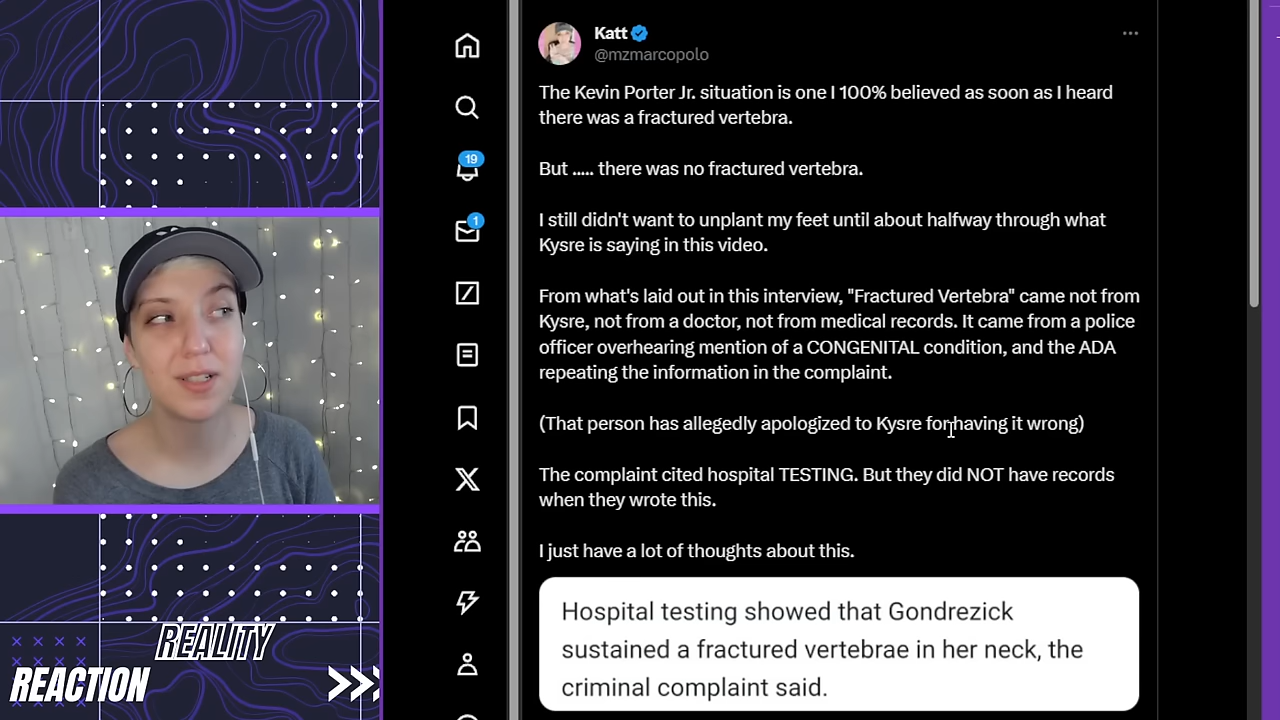 Katt
@mzmarcopolo
The Kevin Porter Jr. situation is one I 100% believed as soon as I heard
there was a fractured vertebra.
But ..... there was no fractured vertebra.
I still didn't want to unplant my feet until about halfway through what
Kysre is saying in this video.
From what's laid out in this interview, "Fractured Vertebra" came not from
Kysre, not from a doctor, not from medical records. It came from a police
officer overhearing mention of a CONGENITAL condition, and the ADA
repeating the information in the complaint.
(That person has allegedly apologized to Kysre for having it wrong)
The complaint cited hospital TESTING. But they did NOT have records
when they wrote this.
I just have a lot of thoughts about this.
Hospital testing showed that Gondrezick
sustained a fractured vertebrae in her neck, the
criminal complaint said.
19
1
REALITY
REACTION